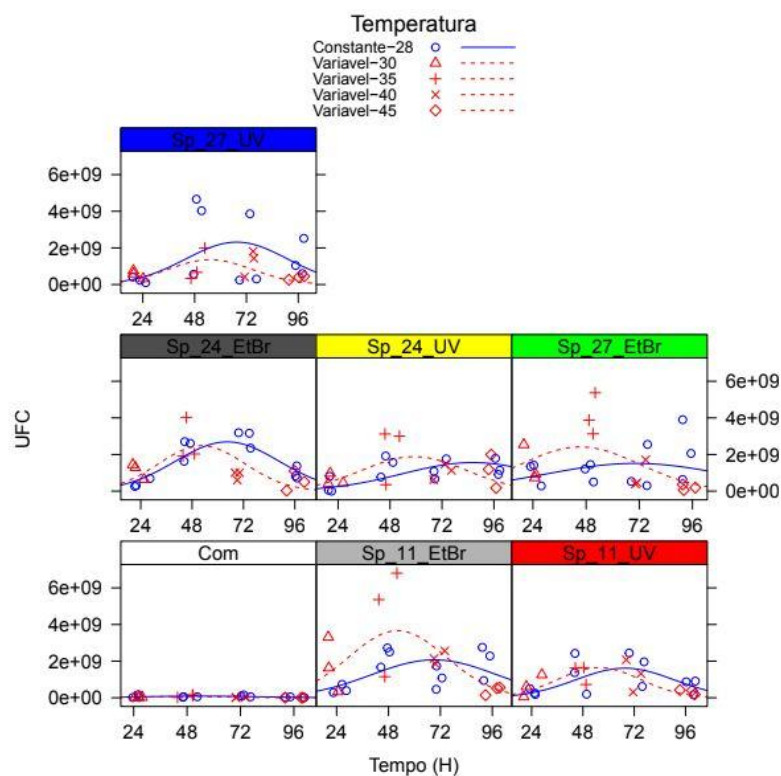 Temperatura
Constante−28
Variavel−30
Variavel−35
Variavel−40
Variavel−45
Sp_27_UV
6e+09
4e+09
2e+09
0e+00
24 48 72 96
Sp_24_EtBr Sp_24_UV Sp_27_EtBr
6e+09
4e+09
2e+09
0e+00
24 48 72 96 24 48 72 96 24 48 72 96
UFC
Com Sp_11_EtBr Sp_11_UV
6e+09
4e+09
2e+09
0e+00
24 48 72 96 24 48 72 96 24 48 72 96
Tempo (H)